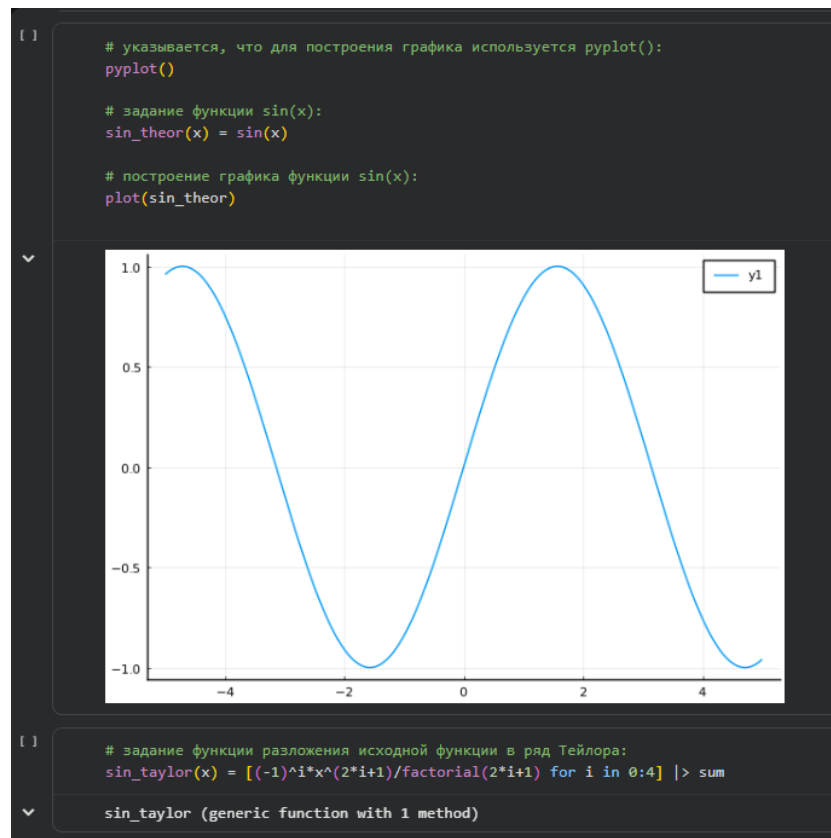 [ ]
# указывается, что для построения графика используется pyplot():
pyplot()
# задание функции sin(x):
sin_theor(x) = sin(x)
# построение графика функции sin(x):
plot(sin_theor)
y1
1.0
0.5
0.0
−0.5
−1.0
−4 −2 0 2 4
[ ]
# задание функции разложения исходной функции в ряд Тейлора:
sin_taylor(x) = [(-1)^i*x^(2*i+1)/factorial(2*i+1) for i in 0:4] |> sum
sin_taylor (generic function with 1 method)